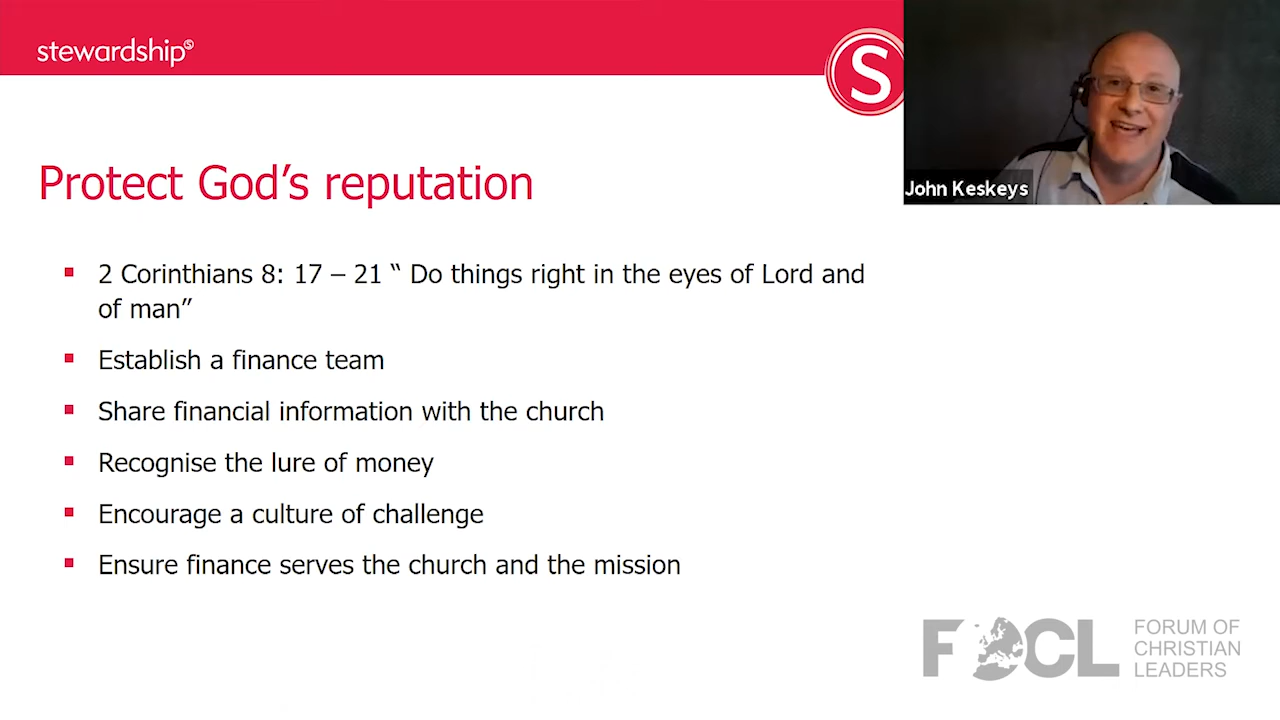 stewardship
S
John Keskeys
Protect God's reputation
2 Corinthians 8: 17 – 21 “ Do things right in the eyes of Lord and
of man”
Establish a finance team
Share financial information with the church
Recognise the lure of money
Encourage a culture of challenge
Ensure finance serves the church and the mission
FOCL
FORUM OF
CHRISTIAN
LEADERS